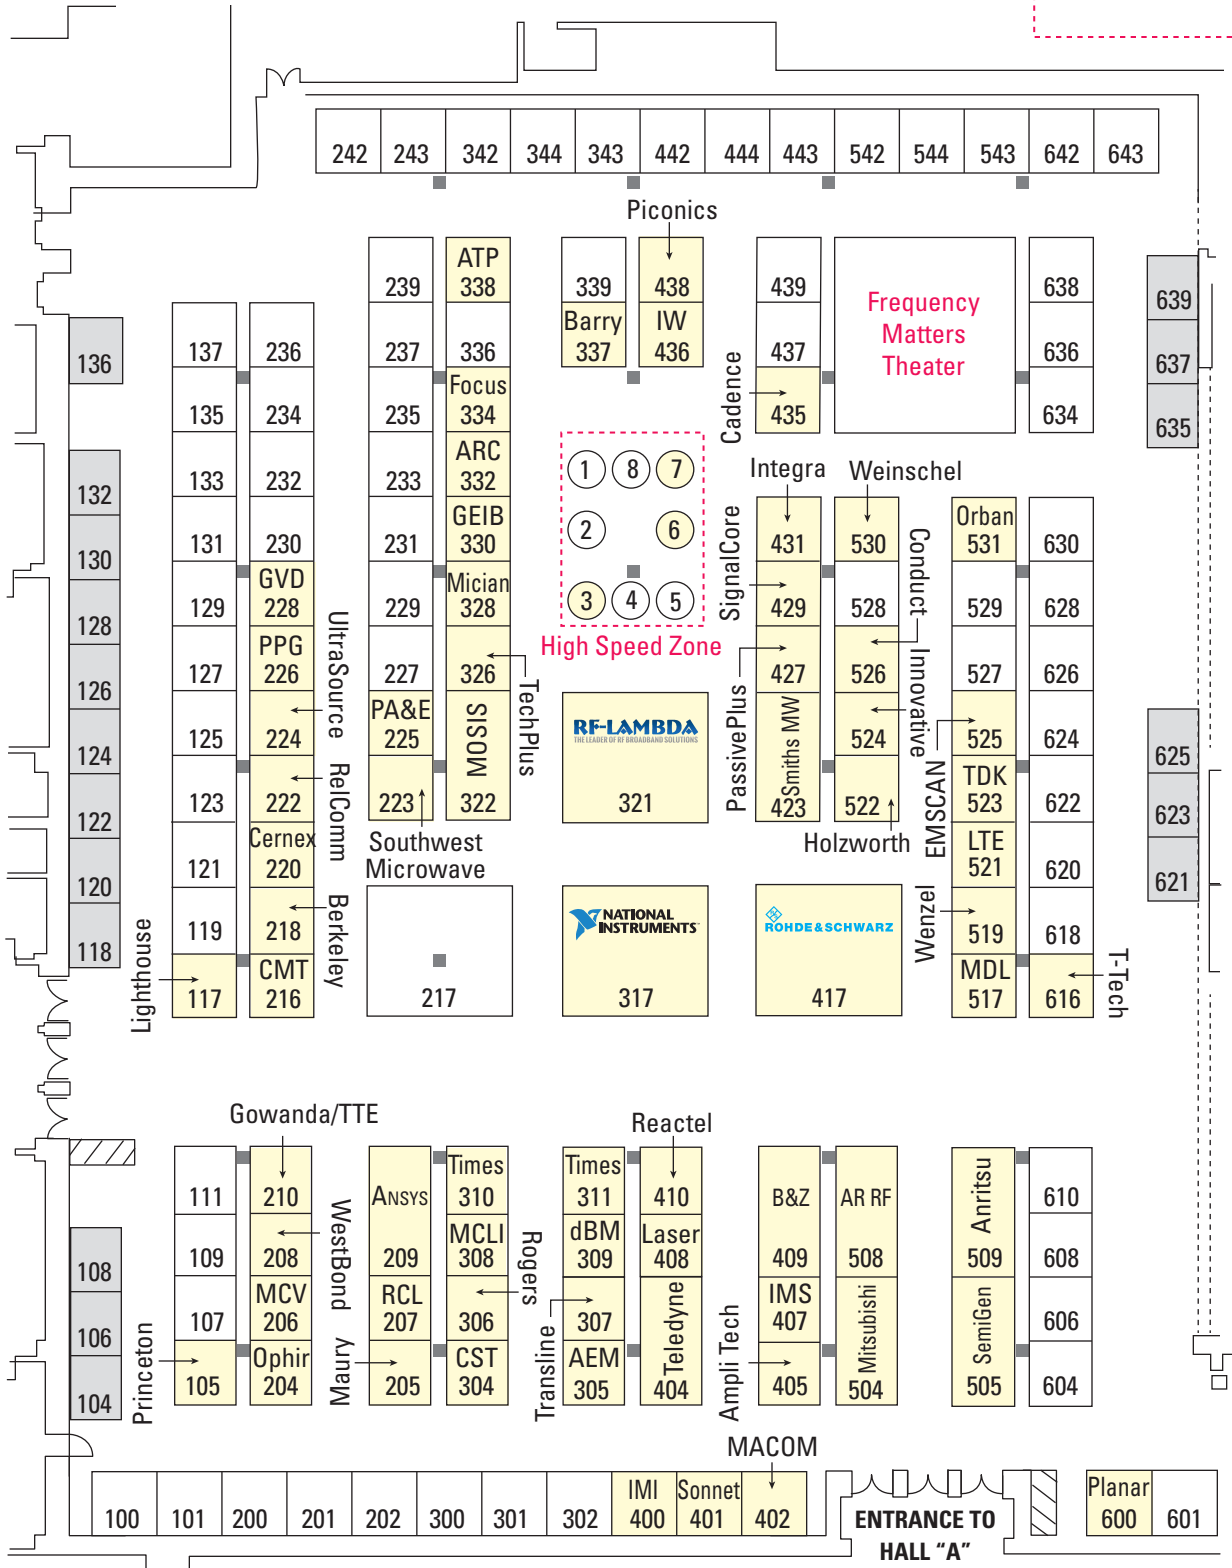 242 243 342 344 343 442 444 443 542 544 543 642 643
Piconics
239
ATP
338
339
438
439
Frequency
Matters
Theater
638
639
136
137
236
237
336
Barry
337
IW
436
437
Cadence
636
637
135
234
235
Focus
334
435
634
635
132
133
232
233
ARC
332
1 8 7
Integra
Weinschel
130
131
230
231
GEIB
330
2 6
431
530
Orban
531
630
128
129
GVD
228
229
Mician
328
3 4 5
SignalCore
429
528
Conduct
529
628
High Speed Zone
126
127
PPG
226
UltraSource
227
326
TechPlus
PassivePlus
427
526
Innovative
527
626
124
125
224
PA&E
225
MOSIS
322
RF-LAMBDA
THE LEADER OF RF BROADBAND SOLUTIONS
321
Smiths MW
423
524
EMSCAN
525
624
625
122
123
222
RelComm
223
522
TDK
523
622
623
Southwest
Microwave
Holzworth
120
121
Cernex
220
LTE
521
620
621
118
119
218
Berkeley
NATIONAL
INSTRUMENTS
317
ROHDE & SCHWARZ
417
Wenzel
519
618
Lighthouse
117
CMT
216
217
MDL
517
616
T-Tech
Gowanda/TTE
Reactel
111
210
ANSYS
209
Times
310
Times
311
410
B&Z
409
AR RF
508
Anritsu
509
610
108
109
208
WestBond
MCLI
308
Rogers
dBM
309
Laser
408
608
106
107
MCV
206
RCL
207
306
Transline
307
Teledyne
404
IMS
407
Mitsubishi
504
SemiGen
505
606
104
Princeton
105
Ophir
204
Maury
205
CST
304
AEM
305
Ampli Tech
405
604
MACOM
100 101 200 201 202 300 301 302
IMI
400
Sonnet
401
402
ENTRANCE TO
HALL "A"
Planar
600
601